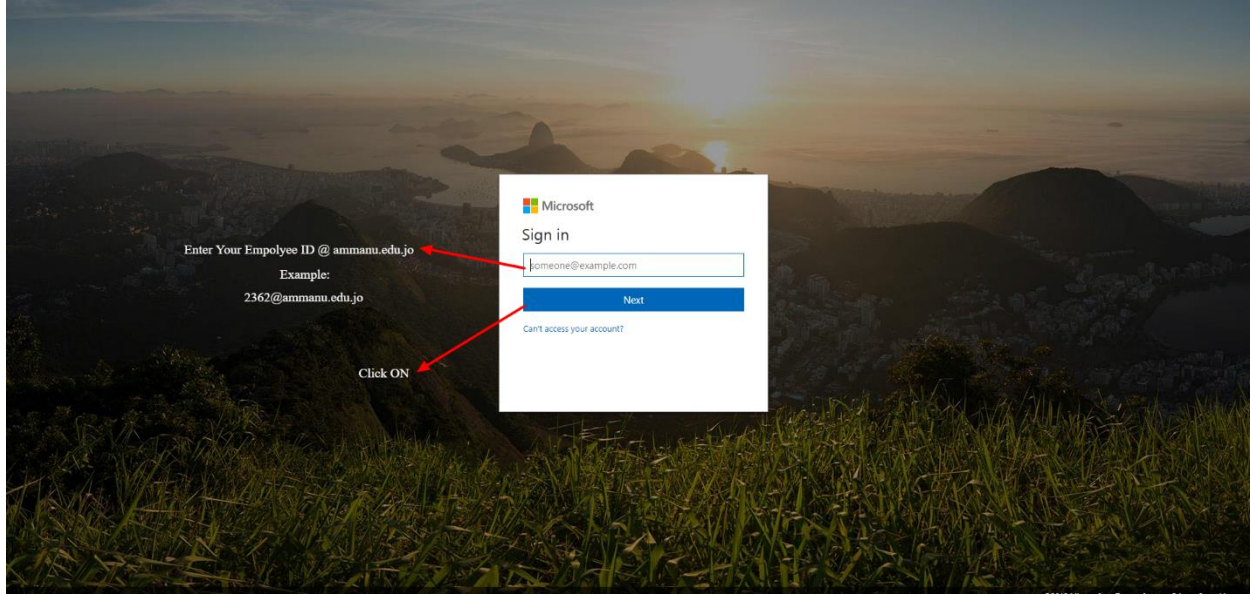 Microsoft
Sign in
Enter Your Empolyee ID @ ammanu.edu.jo
someone@example.com
Example:
2362@ammanu.edu.jo
Next
Can't access your account?
Click ON